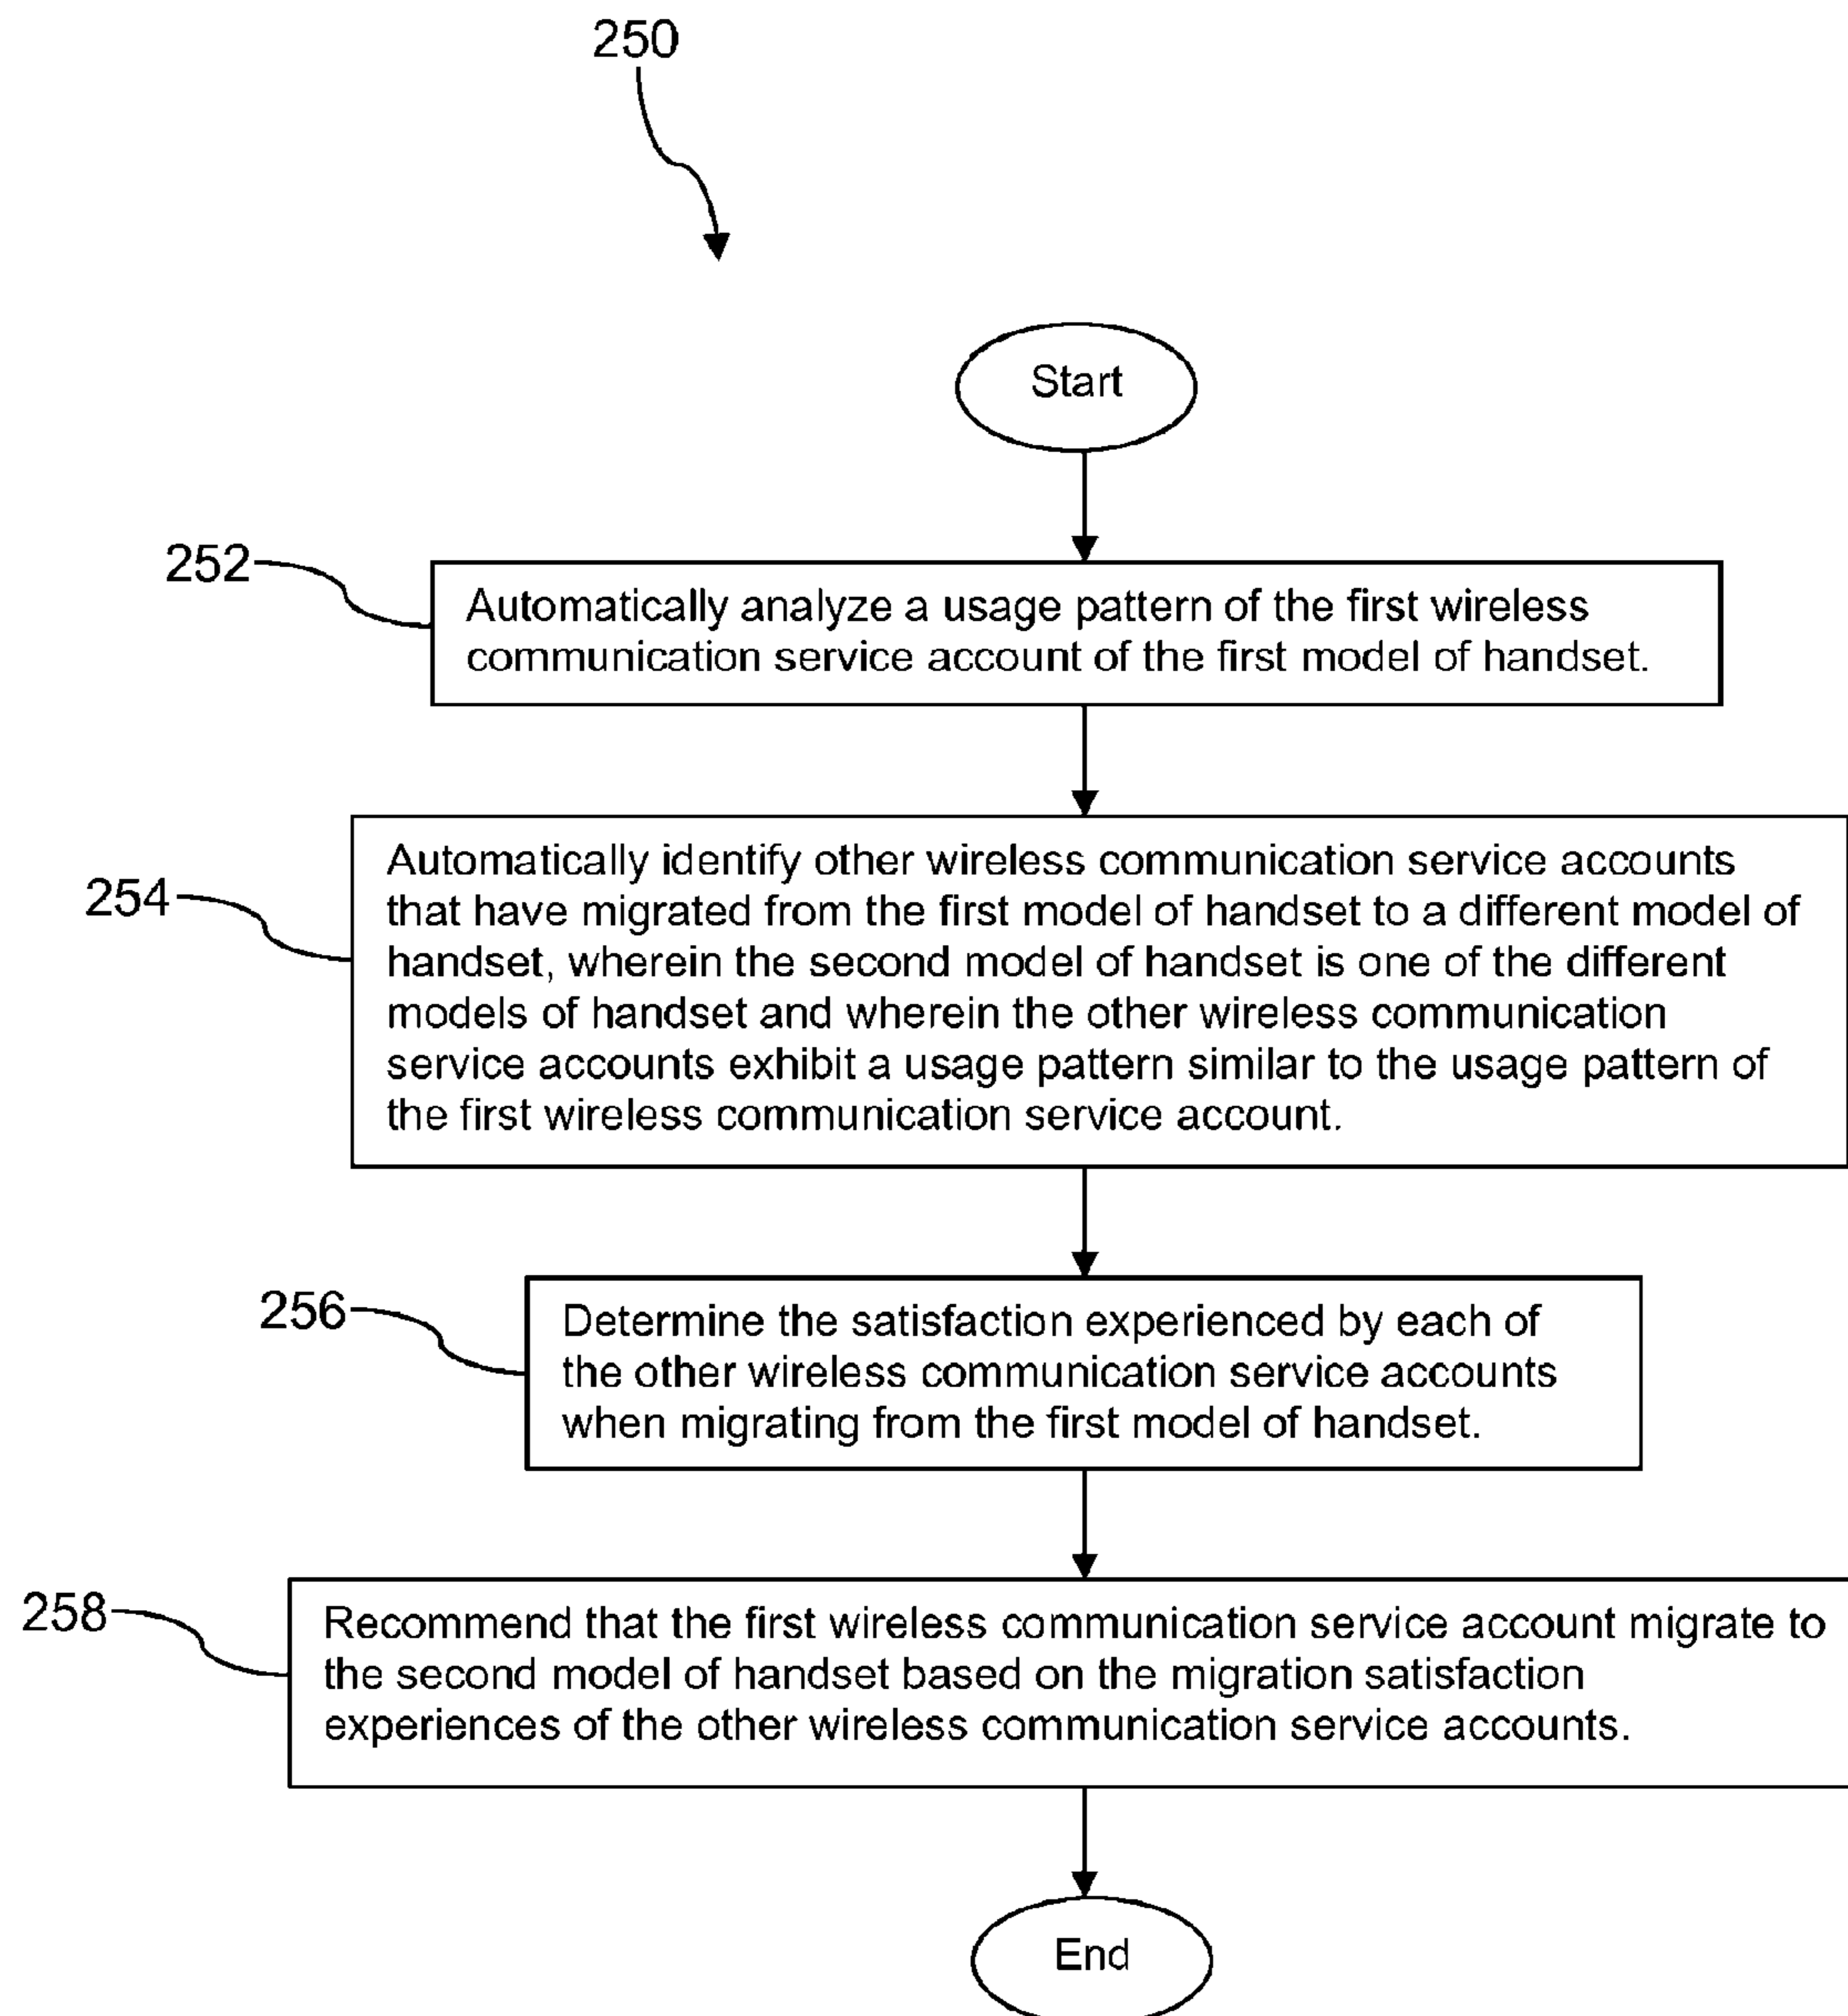 250
Start
252
Automatically analyze a usage pattern of the first wireless
communication service account of the first model of handset.
254
Automatically identify other wireless communication service accounts
that have migrated from the first model of handset to a different model of
handset, wherein the second model of handset is one of the different
models of handset and wherein the other wireless communication
service accounts exhibit a usage pattern similar to the usage pattern of
the first wireless communication service account.
256
Determine the satisfaction experienced by each of
the other wireless communication service accounts
when migrating from the first model of handset.
258
Recommend that the first wireless communication service account migrate to
the second model of handset based on the migration satisfaction
experiences of the other wireless communication service accounts.
End